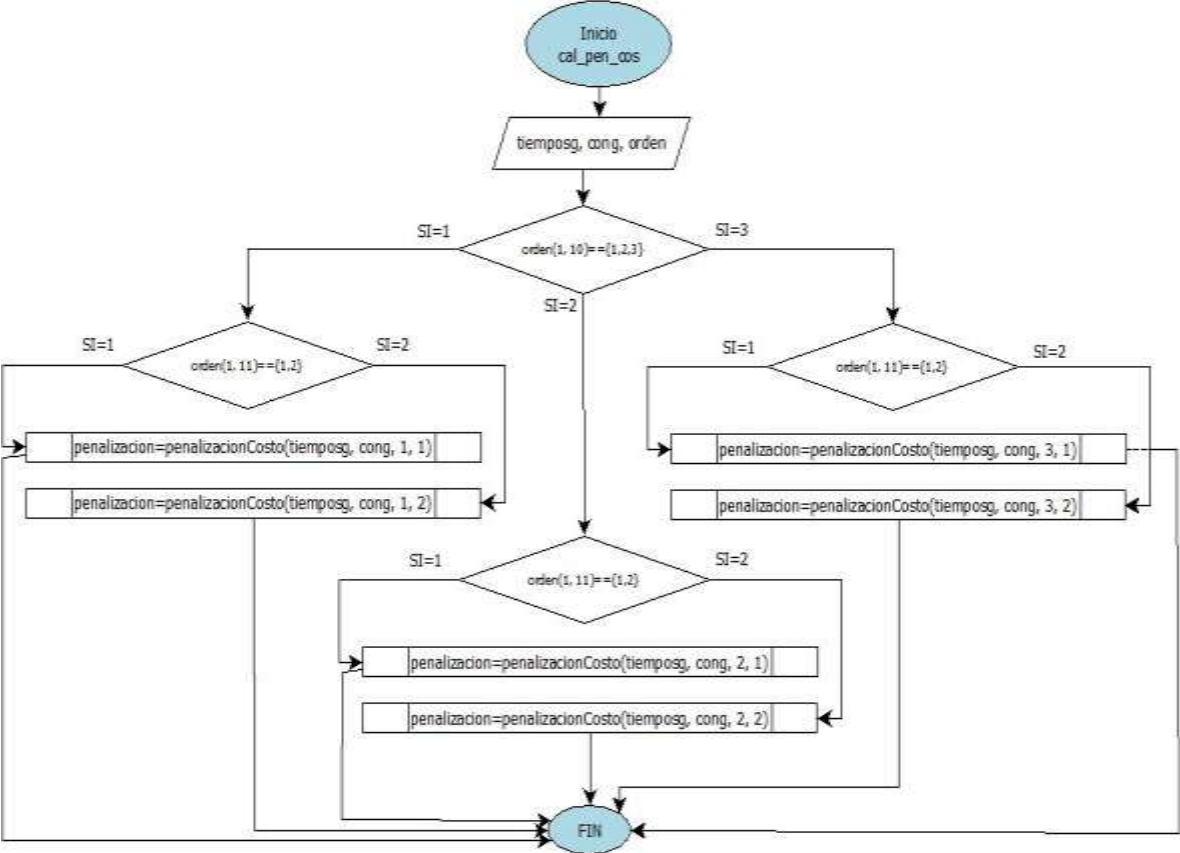 Inicio
cal_pen_cos
tiemposg, cong, orden
SI=1
SI=3
orden(1, 10)=={1,2,3}
SI=2
SI=1
SI=2
orden(1, 11)=={1,2}
SI=1
SI=2
orden(1, 11)=={1,2}
penalizacion=penalizacionCosto(tiemposg, cong, 1, 1)
penalizacion=penalizacionCosto(tiemposg, cong, 1, 2)
penalizacion=penalizacionCosto(tiemposg, cong, 3, 1)
penalizacion=penalizacionCosto(tiemposg, cong, 3, 2)
SI=1
SI=2
orden(1, 11)=={1,2}
penalizacion=penalizacionCosto(tiemposg, cong, 2, 1)
penalizacion=penalizacionCosto(tiemposg, cong, 2, 2)
FIN